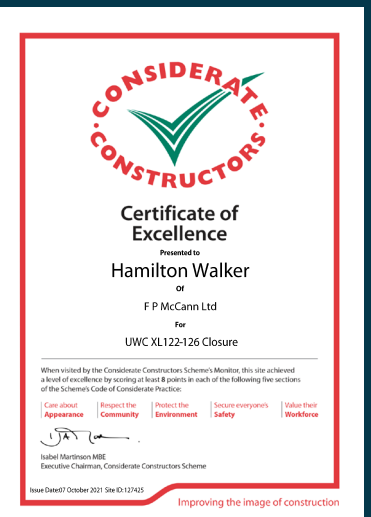 CONSIDERATE
CONSTRUCTORS
Certificate of
Excellence
Presented to
Hamilton Walker
Of
F P McCann Ltd
For
UWC XL122-126 Closure
When visited by the Considerate Constructors Scheme's Monitor, this site achieved
a level of excellence by scoring at least 8 points in each of the following five sections
of the Scheme's Code of Considerate Practice:
Care about
Appearance
Respect the
Community
Protect the
Environment
Secure everyone's
Safety
Value their
Workforce
Isabel Martinson MBE
Executive Chairman, Considerate Constructors Scheme
Issue Date:07 October 2021 Site ID:127425
Improving the image of construction